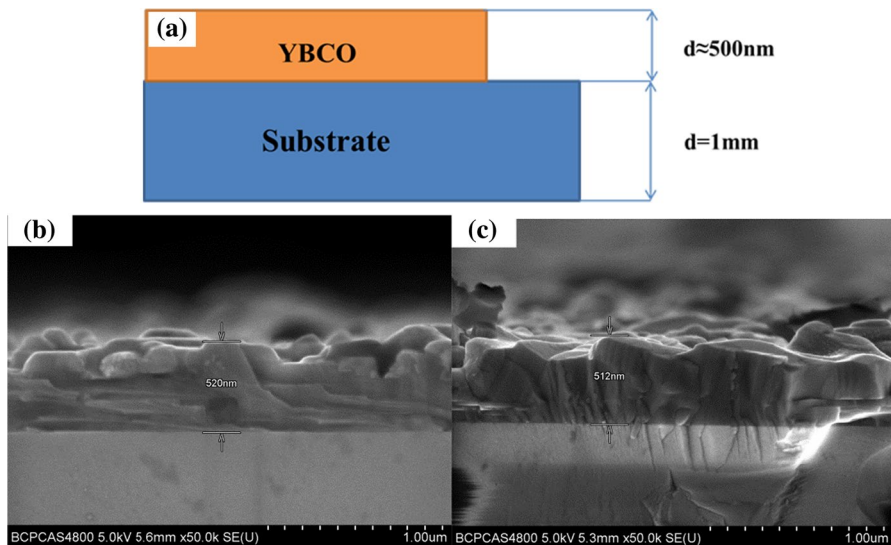 (a)
YBCO
d≈500nm
Substrate
d=1mm
(b)
520nm
BCPCAS4800 5.0kV 5.6mm x50.0k SE(U)
1.00um
(c)
512nm
BCPCAS4800 5.0kV 5.3mm x50.0k SE(U)
1.00um